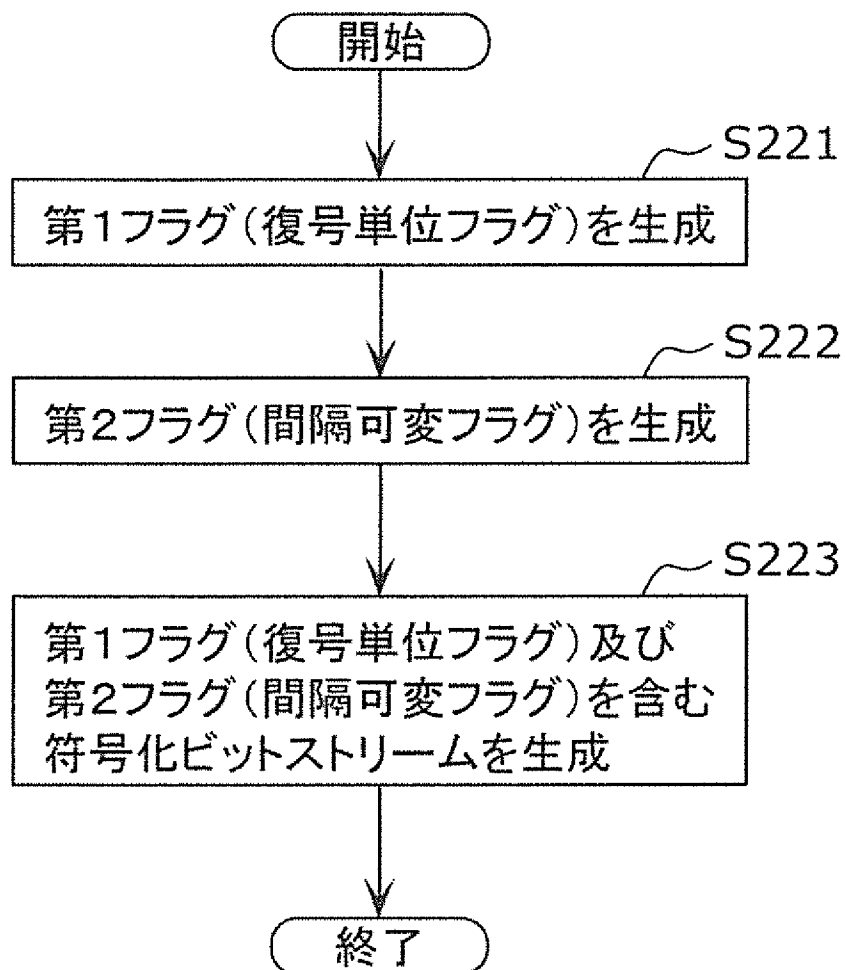 開始
S221
第1フラグ(復号単位フラグ)を生成
S222
第2フラグ(間隔可変フラグ)を生成
S223
第1フラグ(復号単位フラグ)及び
第2フラグ(間隔可変フラグ)を含む
符号化ビットストリームを生成
終了